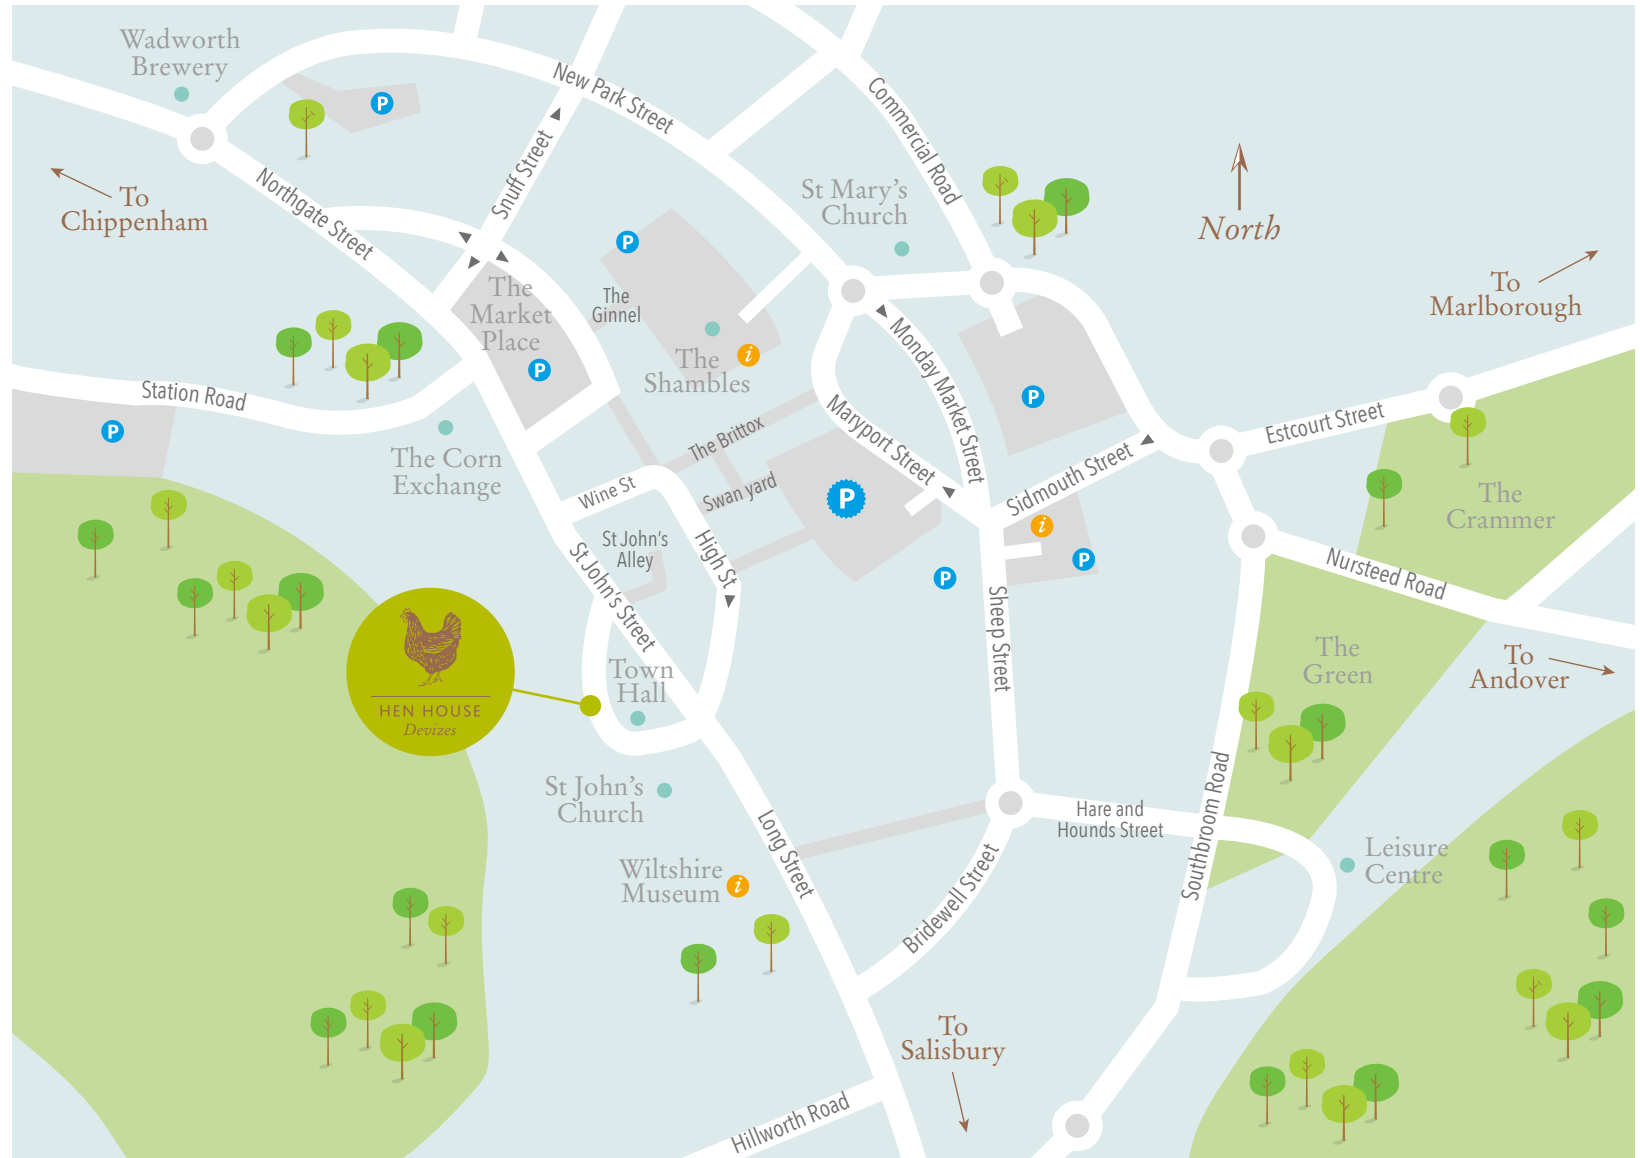 Wadworth
Brewery
P
New Park Street
Commercial Road
Snuff Street
To
Chippenham
Northgate Street
St Mary's
Church
North
P
To
Marlborough
The
Market
Place
The
Ginnel
The
Shambles
i
Monday Market Street
P
P
Station Road
P
Maryport Street
Estcourt Street
The Corn
Exchange
The Brittox
Sidmouth Street
Wine St
Swan yard
P
The
Crammer
i
St John's
Alley
High St
P
P
Nursteed Road
St John's Street
Sheep Street
HEN HOUSE
Devizes
Town
Hall
The
Green
To
Andover
St John's
Church
Southbroom Road
Hare and
Hounds Street
Long Street
Leisure
Centre
Wiltshire
Museum
i
Bridewell Street
To
Salisbury
Hillworth Road